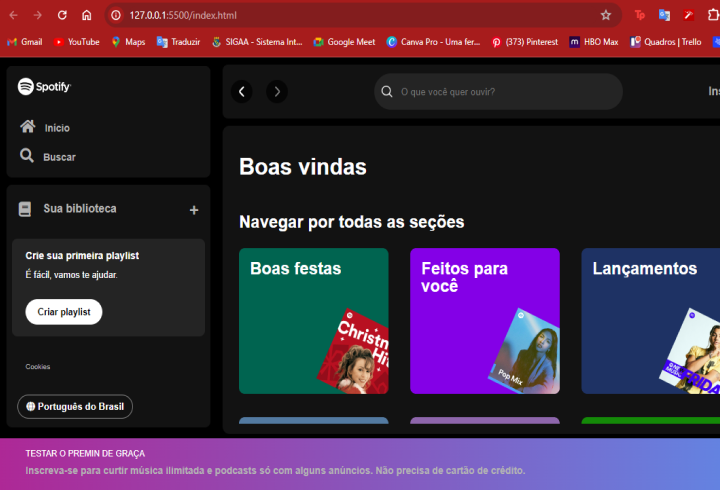 127.0.0.1:5500/index.html
Gmail
YouTube
Maps
Traduzir
SIGAA - Sistema Int...
Google Meet
Canva Pro - Uma fer...
(373) Pinterest
HBO Max
Quadros | Trello
Spotify
Início
Buscar
Sua biblioteca
+
Crie sua primeira playlist
É fácil, vamos te ajudar.
Criar playlist
Cookies
Português do Brasil
O que você quer ouvir?
Ins
Boas vindas
Navegar por todas as seções
Boas festas
Christm
Hit
Feitos para
você
Pop Mix
Lançamentos
FRIDA
TESTAR O PREMIN DE GRAÇA
Inscreva-se para curtir música ilimitada e podcasts só com alguns anúncios. Não precisa de cartão de crédito.